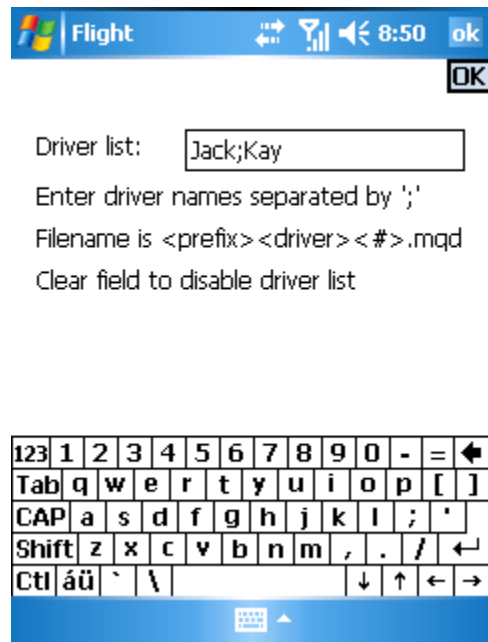 Flight 8:50 ok
OK
Driver list: Jack;Kay
Enter driver names separated by ';'
Filename is <prefix><driver><#>.mqd
Clear field to disable driver list
123 1 2 3 4 5 6 7 8 9 0 - = 🡄
Tab q w e r t y u i o p [ ]
CAP a s d f g h j k l ; '
Shift z x c v b n m , . / ↵
Ctl áü ` \ ↓ ↑ ← →